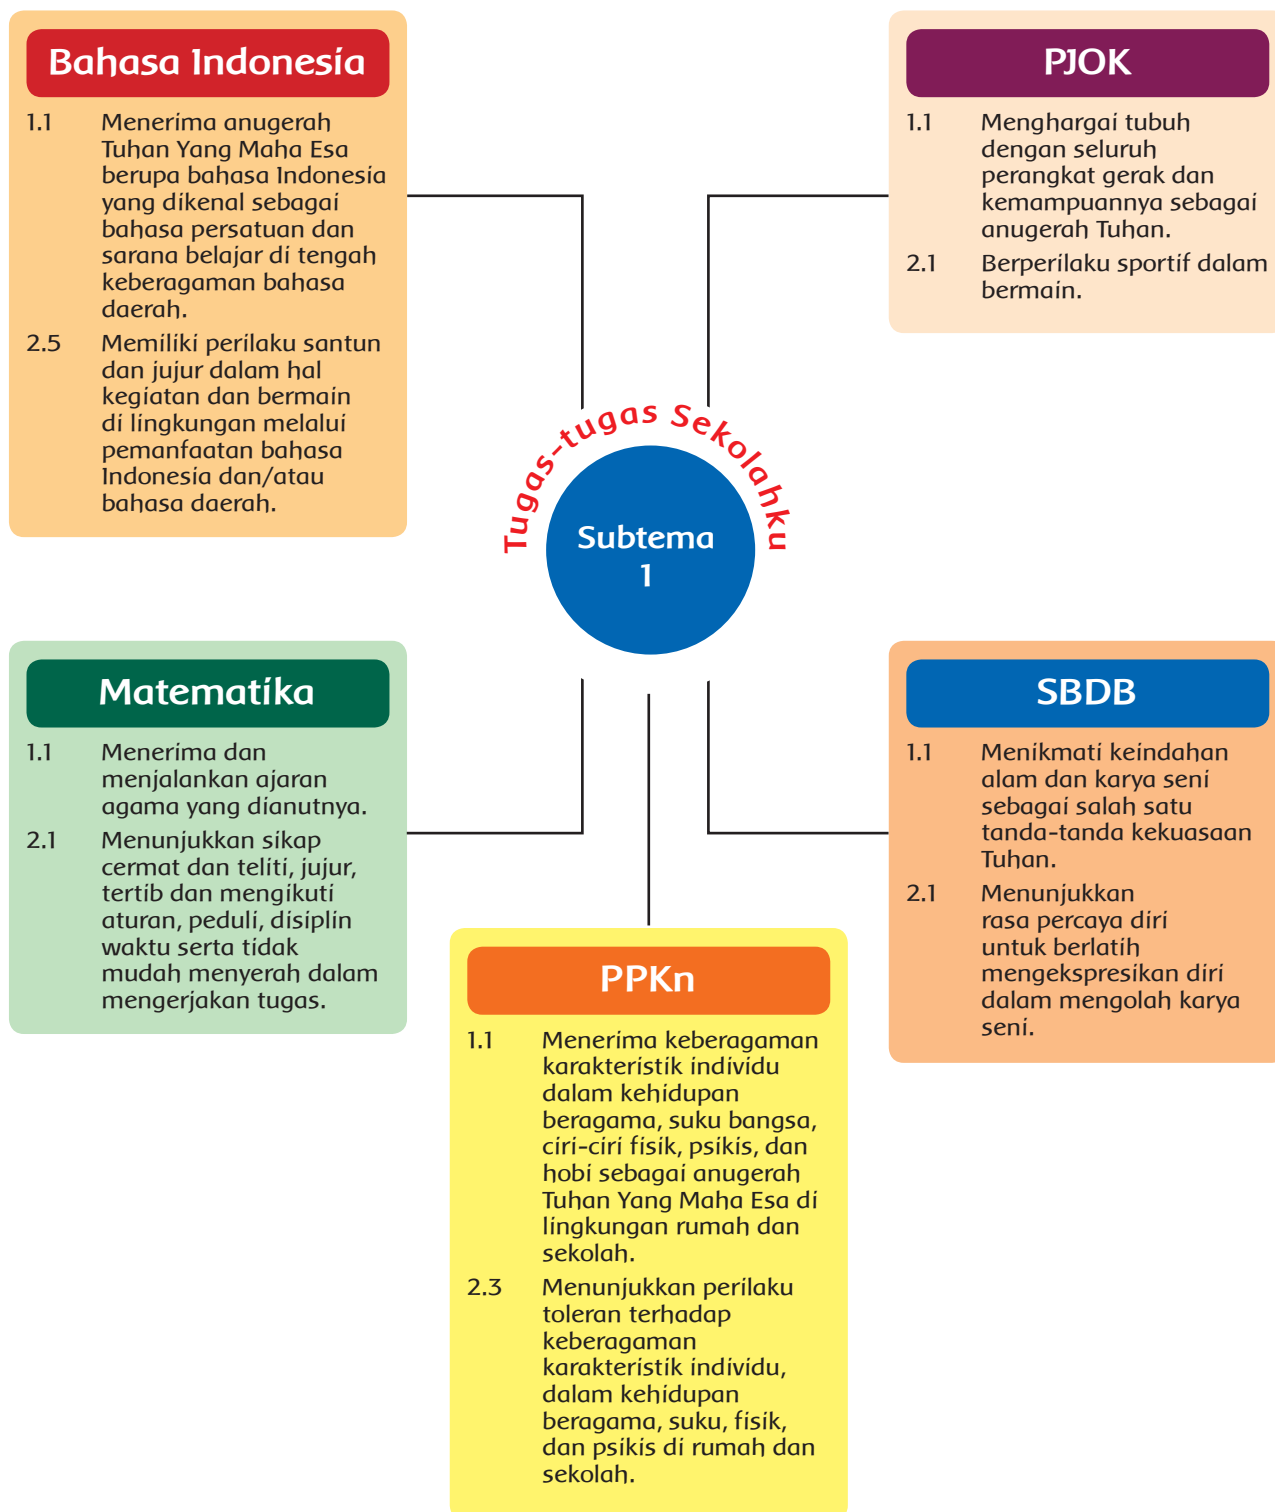 Bahasa Indonesia
1.1 Menerima anugerah
Tuhan Yang Maha Esa
berupa bahasa Indonesia
yang dikenal sebagai
bahasa persatuan dan
sarana belajar di tengah
keberagaman bahasa
daerah.
2.5 Memiliki perilaku santun
dan jujur dalam hal
kegiatan dan bermain
di lingkungan melalui
pemanfaatan bahasa
Indonesia dan/atau
bahasa daerah.
PJOK
1.1 Menghargai tubuh
dengan seluruh
perangkat gerak dan
kemampuannya sebagai
anugerah Tuhan.
2.1 Berperilaku sportif dalam
bermain.
Tugas-tugas Sekolahku
Subtema
1
Matematika
1.1 Menerima dan
menjalankan ajaran
agama yang dianutnya.
2.1 Menunjukkan sikap
cermat dan teliti, jujur,
tertib dan mengikuti
aturan, peduli, disiplin
waktu serta tidak
mudah menyerah dalam
mengerjakan tugas.
SBDB
1.1 Menikmati keindahan
alam dan karya seni
sebagai salah satu
tanda-tanda kekuasaan
Tuhan.
2.1 Menunjukkan
rasa percaya diri
untuk berlatih
mengekspresikan diri
dalam mengolah karya
seni.
PPKn
1.1 Menerima keberagaman
karakteristik individu
dalam kehidupan
beragama, suku bangsa,
ciri-ciri fisik, psikis, dan
hobi sebagai anugerah
Tuhan Yang Maha Esa di
lingkungan rumah dan
sekolah.
2.3 Menunjukkan perilaku
toleran terhadap
keberagaman
karakteristik individu,
dalam kehidupan
beragama, suku, fisik,
dan psikis di rumah dan
sekolah.